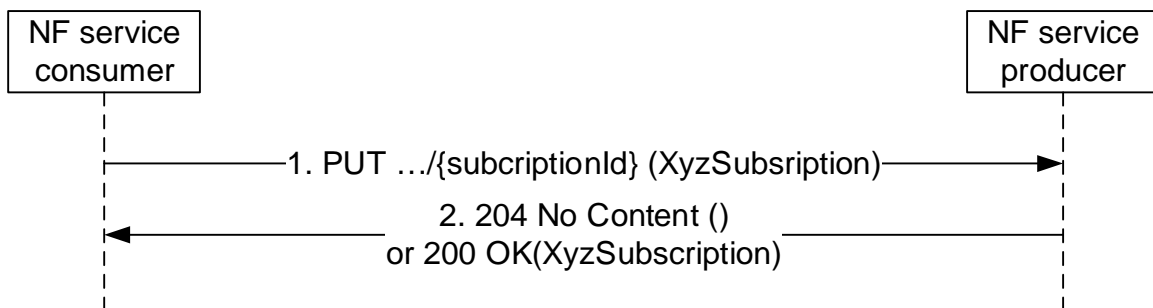 NF service
consumer
NF service
producer
1. PUT …/{subcriptionId} (XyzSubsription)
2. 204 No Content ()
or 200 OK(XyzSubscription)